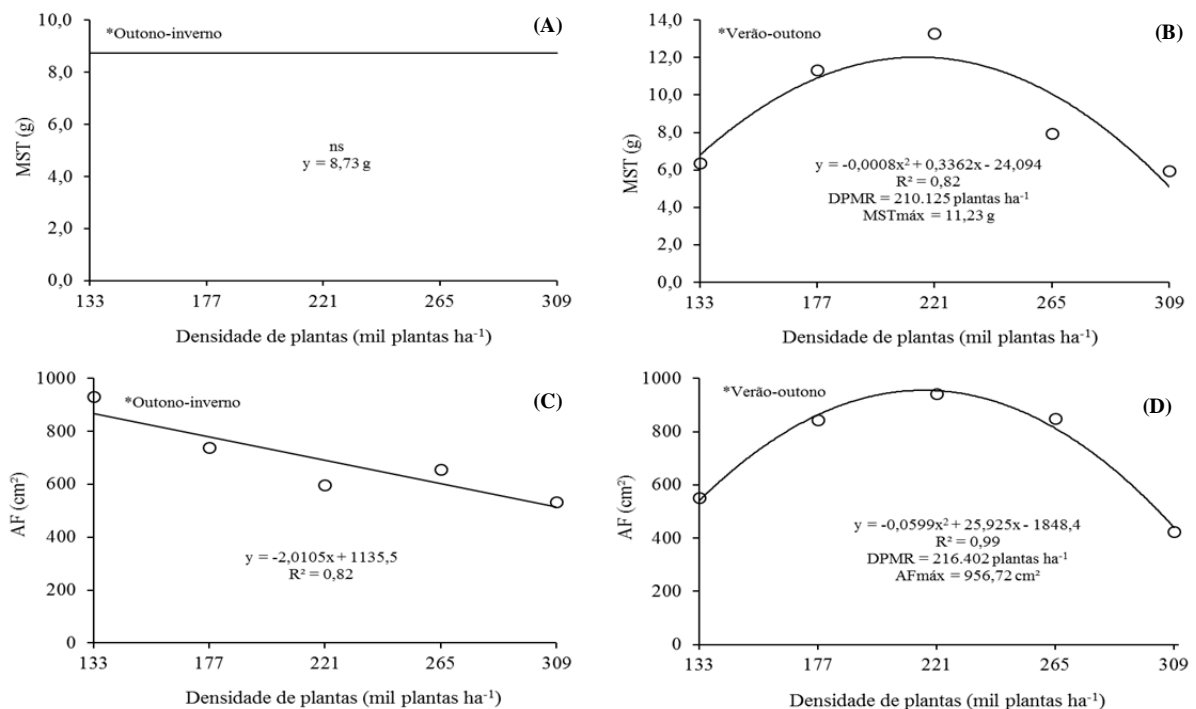 (A)
*Outono-inverno
10,0
8,0
6,0
4,0
2,0
0,0
MST (g)
ns
y = 8,73 g
133 177 221 265 309
Densidade de plantas (mil plantas ha⁻¹)
(B)
*Verão-outono
14,0
12,0
10,0
8,0
6,0
4,0
2,0
0,0
MST (g)
y = -0,0008x² + 0,3362x - 24,094
R² = 0,82
DPMR = 210.125 plantas ha⁻¹
MSTmáx = 11,23 g
133 177 221 265 309
Densidade de plantas (mil plantas ha⁻¹)
(C)
*Outono-inverno
1000
800
600
400
200
0
AF (cm²)
y = -2,0105x + 1135,5
R² = 0,82
133 177 221 265 309
Densidade de plantas (mil plantas ha⁻¹)
(D)
*Verão-outono
1000
800
600
400
200
0
AF (cm²)
y = -0,0599x² + 25,925x - 1848,4
R² = 0,99
DPMR = 216.402 plantas ha⁻¹
AFmáx = 956,72 cm²
133 177 221 265 309
Densidade de plantas (mil plantas ha⁻¹)